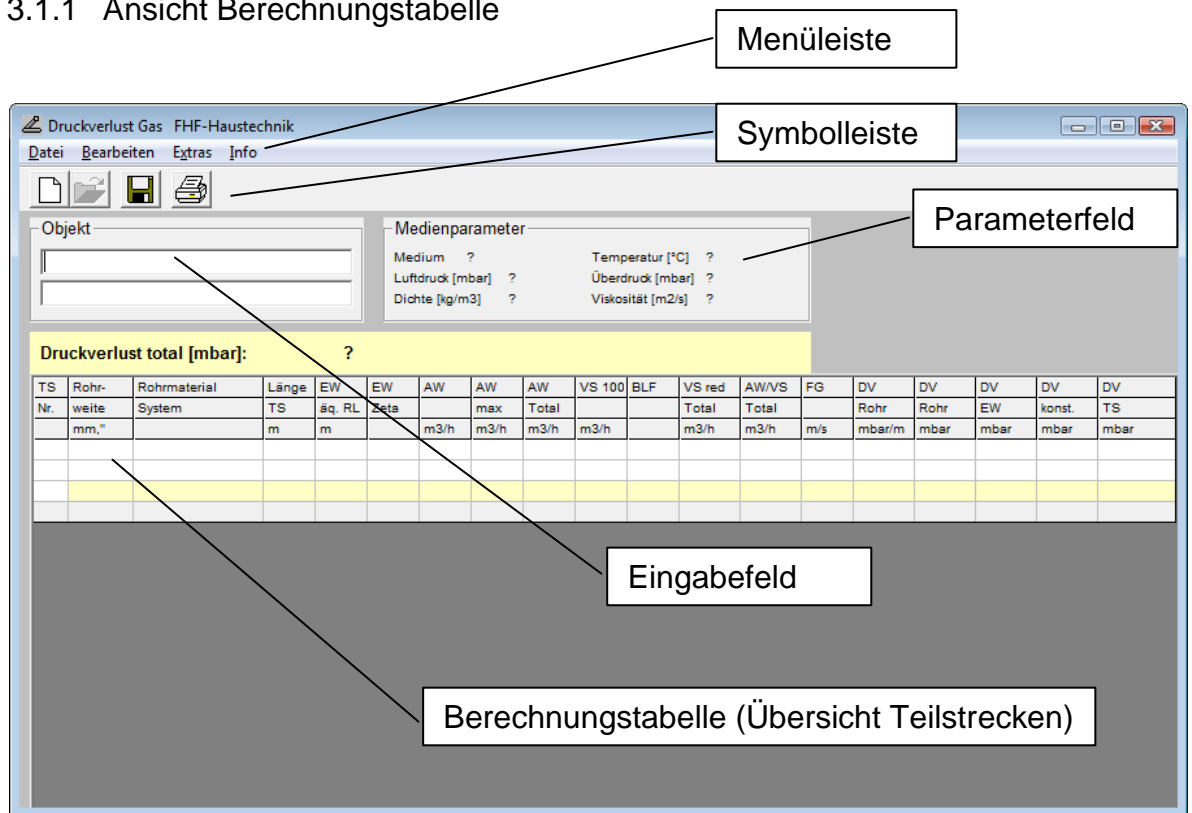 3.1.1 Ansicht Berechnungstabelle
Menüleiste
Druckverlust Gas FHF-Haustechnik
Symbolleiste
Datei Bearbeiten Extras Info
Parameterfeld
Objekt
Medienparameter
Medium ? Temperatur [°C] ?
Luftdruck [mbar] ? Überdruck [mbar] ?
Dichte [kg/m3] ? Viskosität [m2/s] ?
Druckverlust total [mbar]: ?
TS Rohr- Rohrmaterial Länge EW EW AW AW AW VS 100 BLF VS red AW/VS FG DV DV DV DV DV
Nr. weite System TS äq. RL Zeta max Total Total Total Rohr Rohr EW konst. TS
mm," m m m3/h m3/h m3/h m3/h m3/h m3/h m/s mbar/m mbar mbar mbar mbar
Eingabefeld
Berechnungstabelle (Übersicht Teilstrecken)